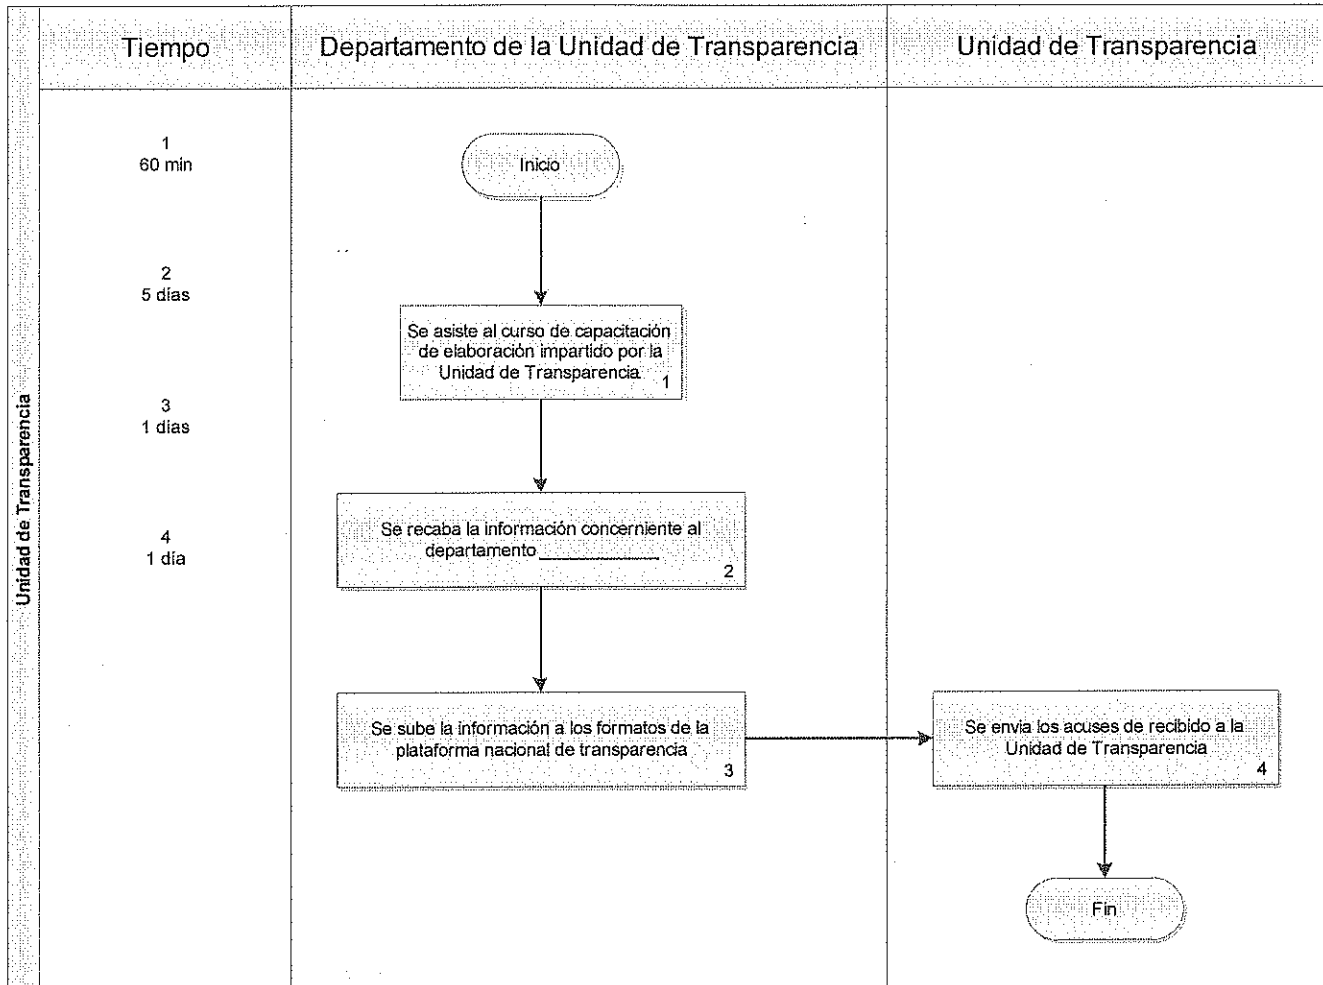 Tiempo
Departamento de la Unidad de Transparencia
Unidad de Transparencia
Unidad de Transparencia
1
60 min
2
5 días
3
1 dias
4
1 día
Inicio
Se asiste al curso de capacitación
de elaboración impartido por la
Unidad de Transparencia.
1
Se recaba la información concerniente al
departamento_______________
2
Se sube la información a los formatos de la
plataforma nacional de transparencia
3
Se envia los acuses de recibido a la
Unidad de Transparencia
4
Fin